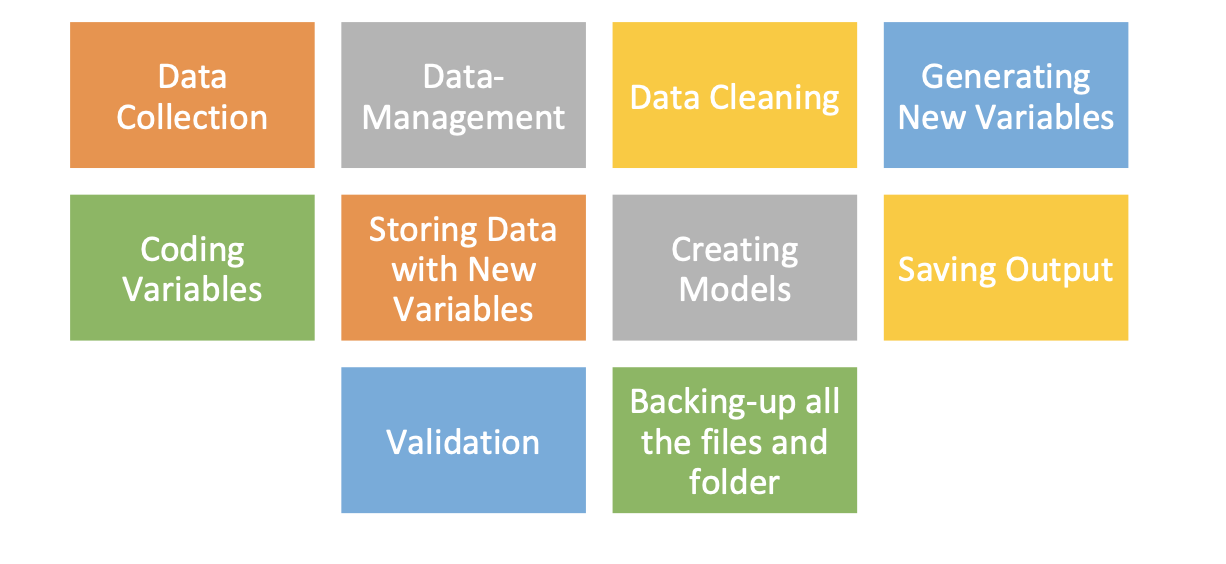 Data
Collection
Data-
Management
Data Cleaning
Generating
New Variables
Coding
Variables
Storing Data
with New
Variables
Creating
Models
Saving Output
Validation
Backing-up all
the files and
folder